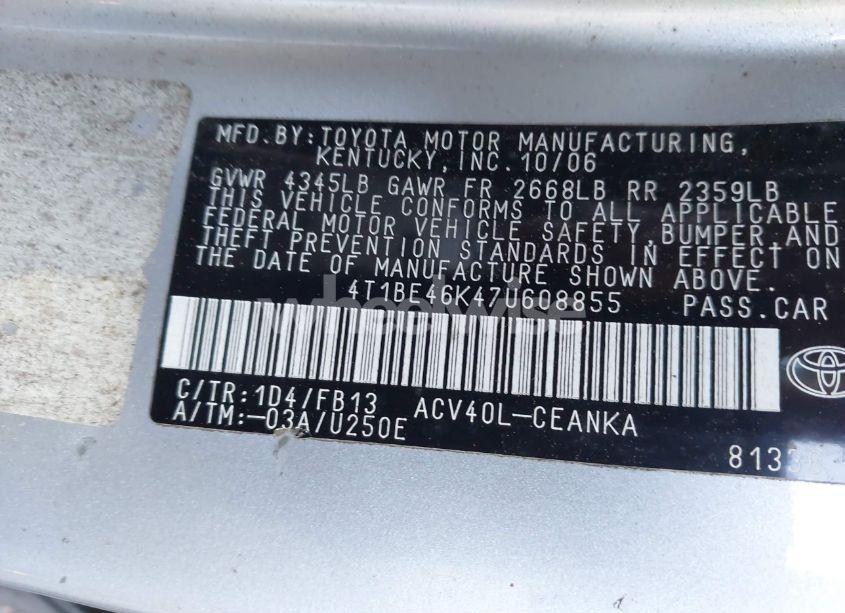 MFD.BY:TOYOTA MOTOR MANUFACTURING,
KENTUCKY,INC. 10/06
GVWR 4345LB GAWR FR 2668LB RR 2359LB
THIS VEHICLE CONFORMS TO ALL APPLICABLE
FEDERAL MOTOR VEHICLE SAFETY,BUMPER,AND
THEFT PREVENTION STANDARDS IN EFFECT ON
THE DATE OF MANUFACTURE SHOWN ABOVE.
4T1BE46K47U608855 PASS.CAR
wheelwise
C/TR:1D4/FB13 ACV40L-CEANKA
A/TM:-03A/U250E